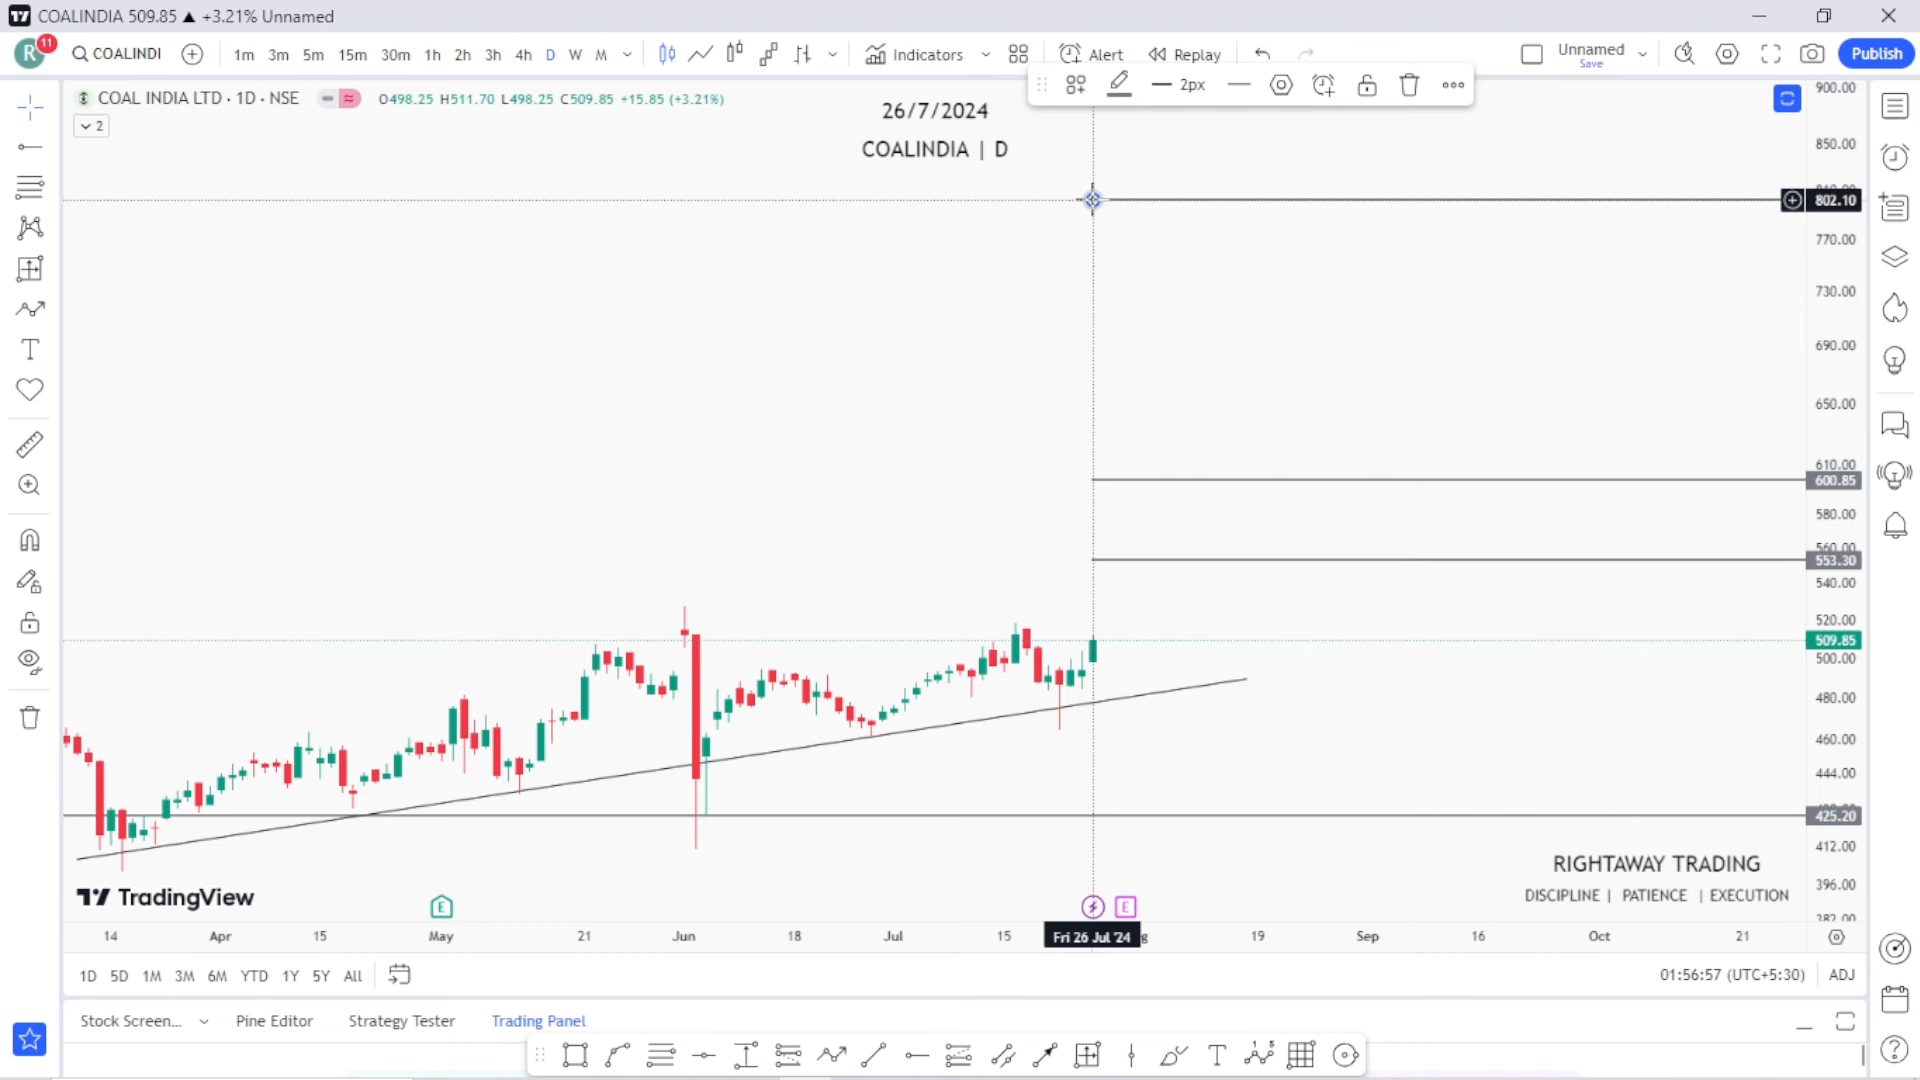 COALINDIA 509.85 ▲ +3.21% Unnamed
R 11 COALINDI 1m 3m 5m 15m 30m 1h 2h 3h 4h D W M Indicators Alert Replay Unnamed Save Publish
2px
COAL INDIA LTD · 1D · NSE O498.25 H511.70 L498.25 C509.85 +15.85 (+3.21%)
2
26/7/2024
COALINDIA | D
900.00
850.00
802.10
770.00
730.00
690.00
650.00
610.00
600.85
580.00
560.00
553.30
540.00
520.00
509.85
500.00
480.00
460.00
444.00
425.20
412.00
396.00
382.00
RIGHTAWAY TRADING
DISCIPLINE | PATIENCE | EXECUTION
TradingView
E E
14 Apr 15 May 21 Jun 18 Jul 15 Fri 26 Jul '24 g 19 Sep 16 Oct 21
1D 5D 1M 3M 6M YTD 1Y 5Y All 01:56:57 (UTC+5:30) ADJ
Stock Screen... Pine Editor Strategy Tester Trading Panel